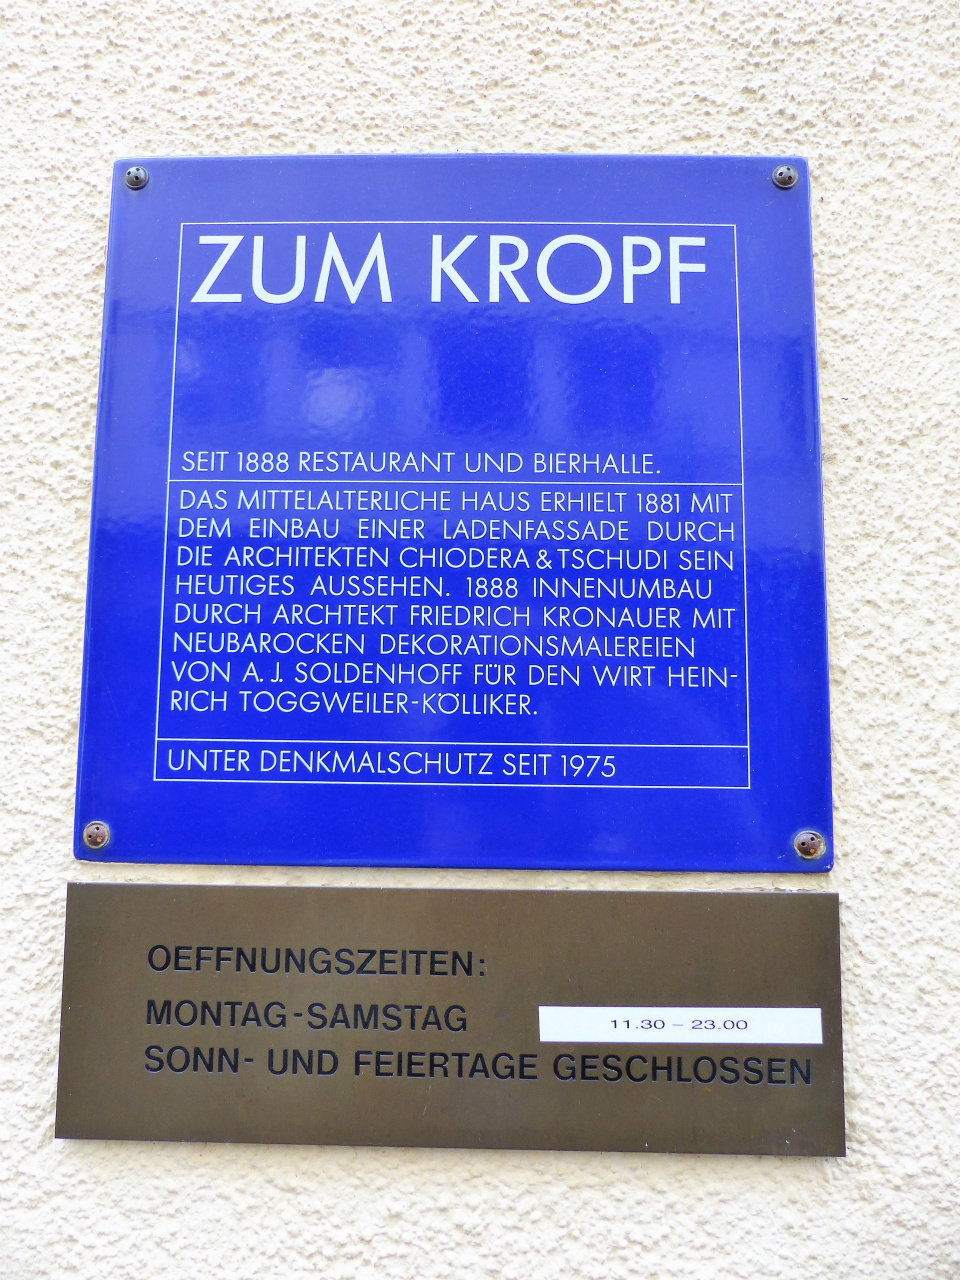 ZUM KROPF
SEIT 1888 RESTAURANT UND BIERHALLE.
DAS MITTELALTERLICHE HAUS ERHIELT 1881 MIT
DEM EINBAU EINER LADENFASSADE DURCH
DIE ARCHITEKTEN CHIODERA & TSCHUDI SEIN
HEUTIGES AUSSEHEN. 1888 INNENUMBAU
DURCH ARCHTEKT FRIEDRICH KRONAUER MIT
NEUBAROCKEN DEKORATIONSMALEREIEN
VON A. J. SOLDENHOFF FÜR DEN WIRT HEIN-
RICH TOGGWEILER-KÖLLIKER.
UNTER DENKMALSCHUTZ SEIT 1975
OEFFNUNGSZEITEN:
MONTAG-SAMSTAG 11.30 – 23.00
SONN- UND FEIERTAGE GESCHLOSSEN